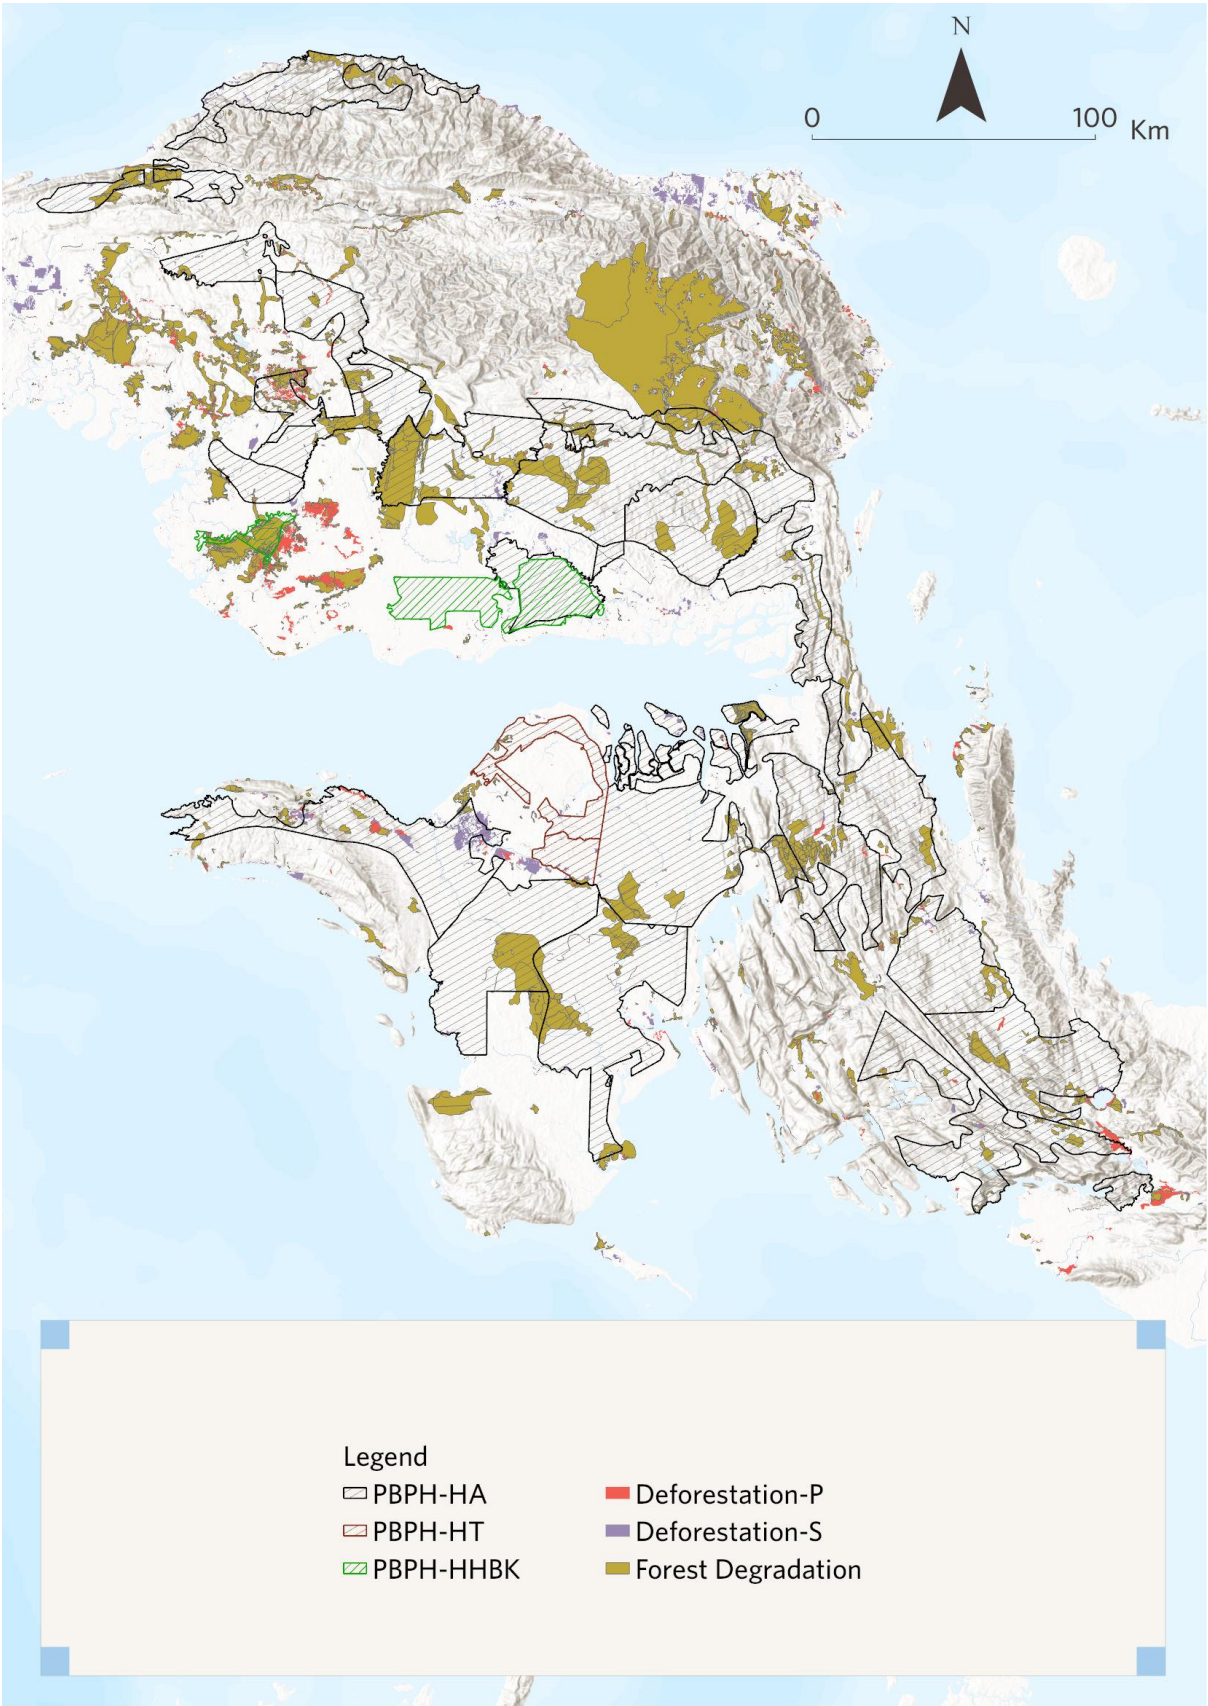 N
0 100 Km
Legend
PBPH-HA
PBPH-HT
PBPH-HHBK
Deforestation-P
Deforestation-S
Forest Degradation